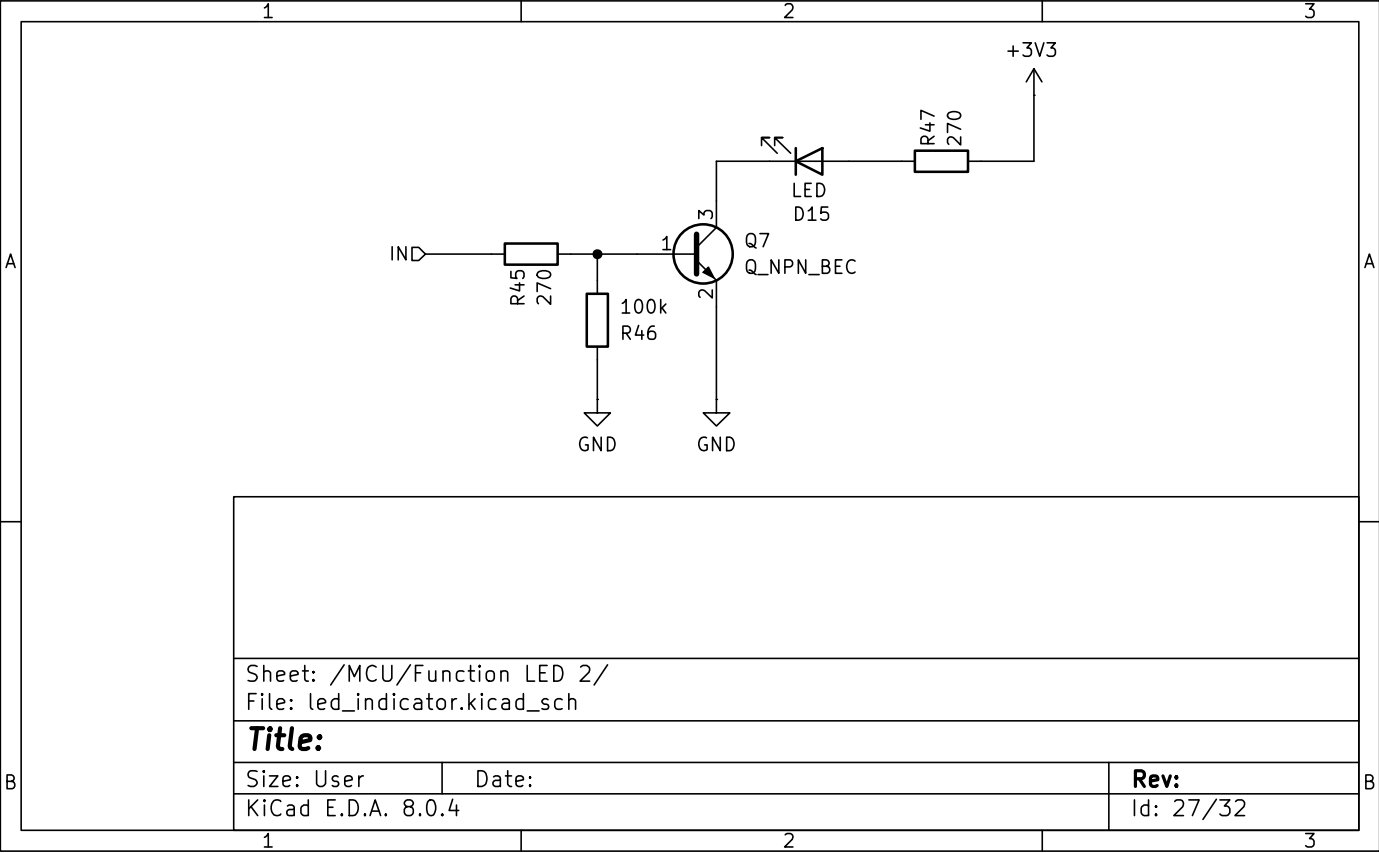 1 2 3
+3V3
R47
270
LED
D15
3
IN
1
Q7
Q_NPN_BEC
A A
R45
270
2
100k
R46
GND GND
Sheet: /MCU/Function LED 2/
File: led_indicator.kicad_sch
Title:
Size: User Date: Rev:
B B
KiCad E.D.A. 8.0.4 Id: 27/32
1 2 3